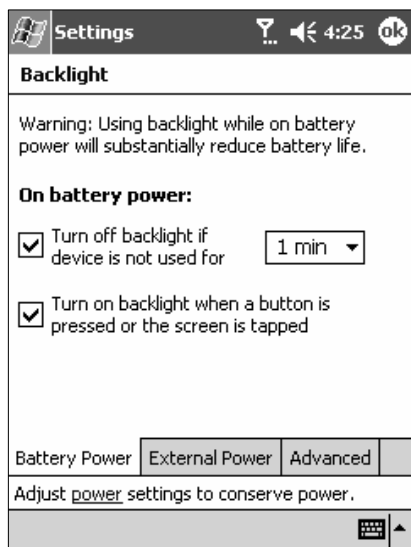 Settings 4:25 ok
Backlight
Warning: Using backlight while on battery
power will substantially reduce battery life.
On battery power:
Turn off backlight if
device is not used for
1 min
Turn on backlight when a button is
pressed or the screen is tapped
Battery Power External Power Advanced
Adjust power settings to conserve power.